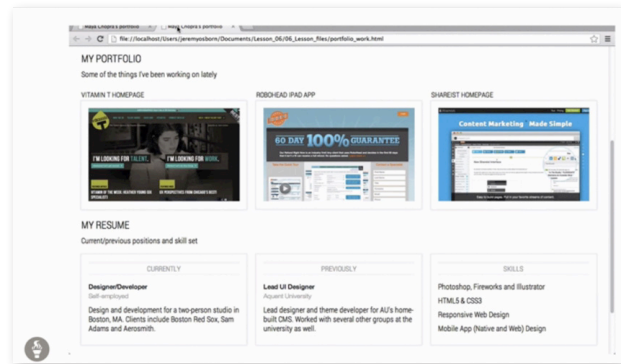 Maya Chopra's portfolio
Maya Chopra's portfolio
file://localhost/Users/jeremyosborn/Documents/Lesson_06/06_Lesson_files/portfolio_work.html
MY PORTFOLIO
Some of the things I've been working on lately
VITAMIN T HOMEPAGE
ROBOHEAD IPAD APP
SHAREIST HOMEPAGE
I'M LOOKING FOR TALENT.
I'M LOOKING FOR WORK.
60 DAY 100% GUARANTEE
Content Marketing - Made Simple
MY RESUME
Current/previous positions and skill set
CURRENTLY
Designer/Developer
Self-employed
Design and development for a two-person studio in
Boston, MA. Clients include Boston Red Sox, Sam
Adams and Aerosmith.
PREVIOUSLY
Lead UI Designer
Aquent University
Lead designer and theme developer for AU's home-
built CMS. Worked with several other groups at the
university as well.
SKILLS
Photoshop, Fireworks and Illustrator
HTML5 & CSS3
Responsive Web Design
Mobile App (Native and Web) Design